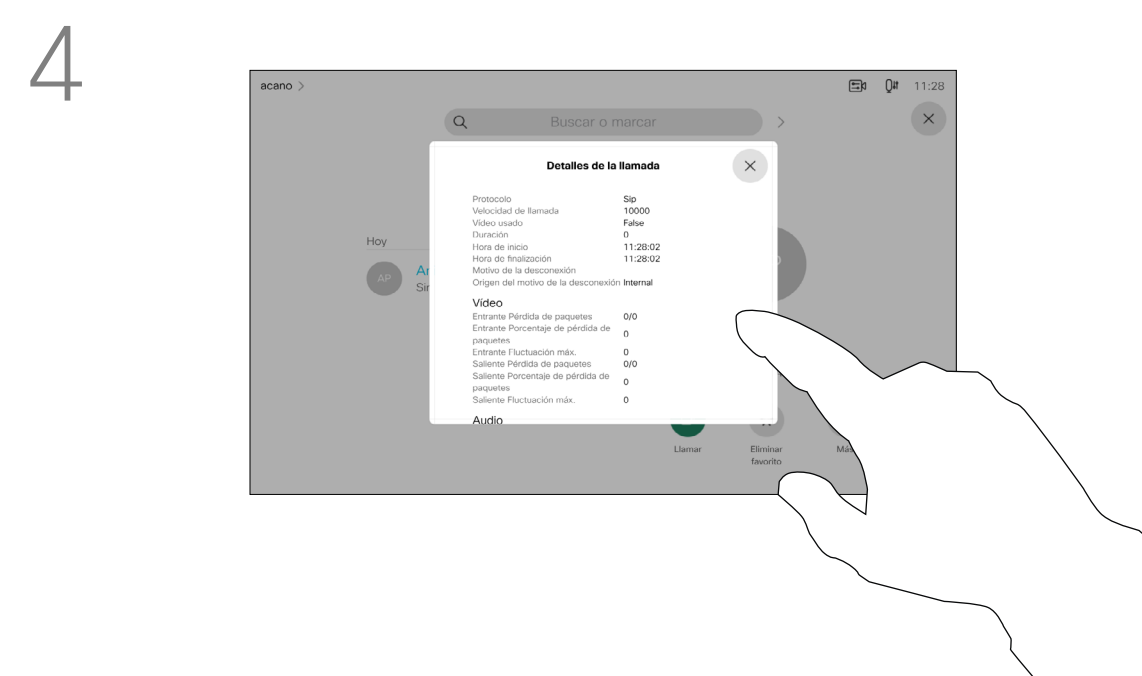 4
acano >
11:28
Buscar o marcar
Detalles de la llamada
Protocolo Sip
Velocidad de llamada 10000
Vídeo usado False
Duración 0
Hoy
Hora de inicio 11:28:02
Hora de finalización 11:28:02
AP
Motivo de la desconexión
Origen del motivo de la desconexión Internal
Vídeo
Entrante Pérdida de paquetes 0/0
Entrante Porcentaje de pérdida de
paquetes 0
Entrante Fluctuación máx. 0
Saliente Pérdida de paquetes 0/0
Saliente Porcentaje de pérdida de
paquetes 0
Saliente Fluctuación máx. 0
Audio
Llamar
Eliminar
favorito